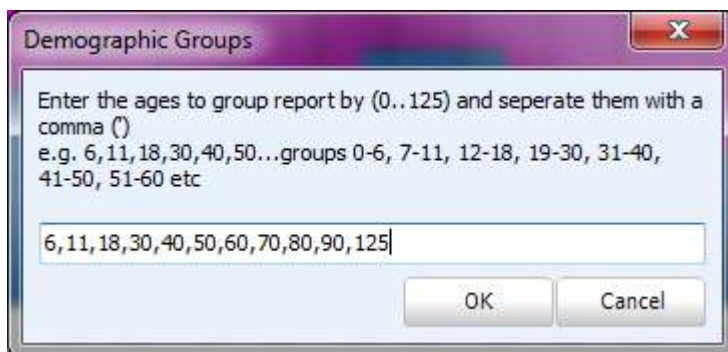 Demographic Groups
Enter the ages to group report by (0..125) and seperate them with a
comma (')
e.g. 6,11,18,30,40,50...groups 0-6, 7-11, 12-18, 19-30, 31-40,
41-50, 51-60 etc
6,11,18,30,40,50,60,70,80,90,125
OK Cancel